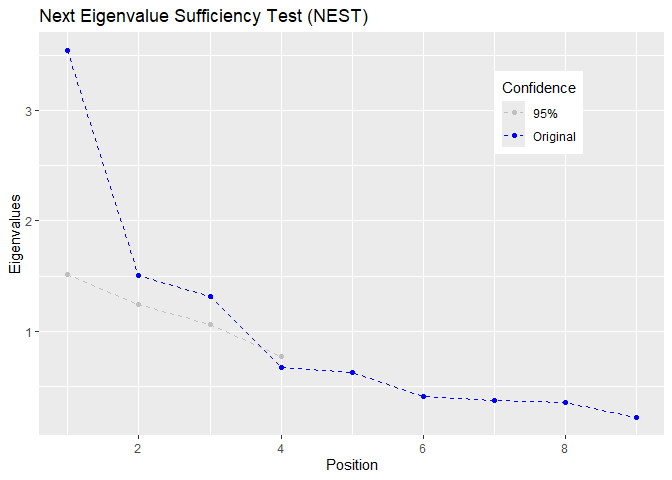 Next Eigenvalue Sufficiency Test (NEST)
Eigenvalues
3
2
1
Confidence
95%
Original
2
4
6
8
Position